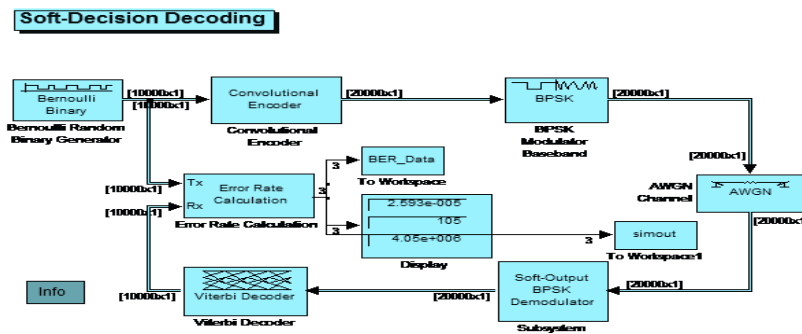 Soft-Decision Decoding
Bernoulli
Binary
Bernoulli Random
Binary Generator
[10000x1]
[10000x1]
Convolutional
Encoder
Convolutional
Encoder
[20000x1]
BPSK
BPSK
Modulator
Baseband
[20000x1]
[20000x1]
AWGN
Channel
AWGN
[20000x1]
[10000x1]
[10000x1]
Tx
Rx
Error Rate
Calculation
Error Rate Calculation
3
3
3
3
BER_Data
To Workspace
2.593e-005
105
4.05e+006
Display
simout
To Workspace1
Info
[10000x1]
Viterbi Decoder
Viterbi Decoder
[20000x1]
Soft-Output
BPSK
Demodulator
Subsystem
[20000x1]